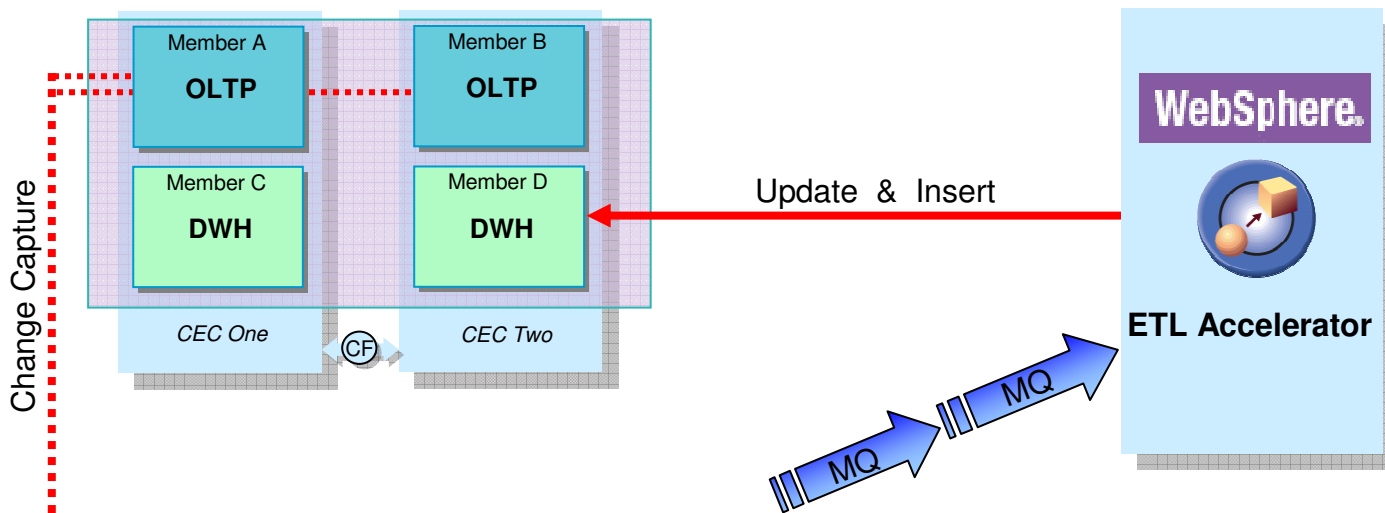 Member A
OLTP
Member B
OLTP
Member C
DWH
Member D
DWH
CEC One
CF
CEC Two
Change Capture
Update & Insert
MQ
MQ
WebSphere®
ETL Accelerator